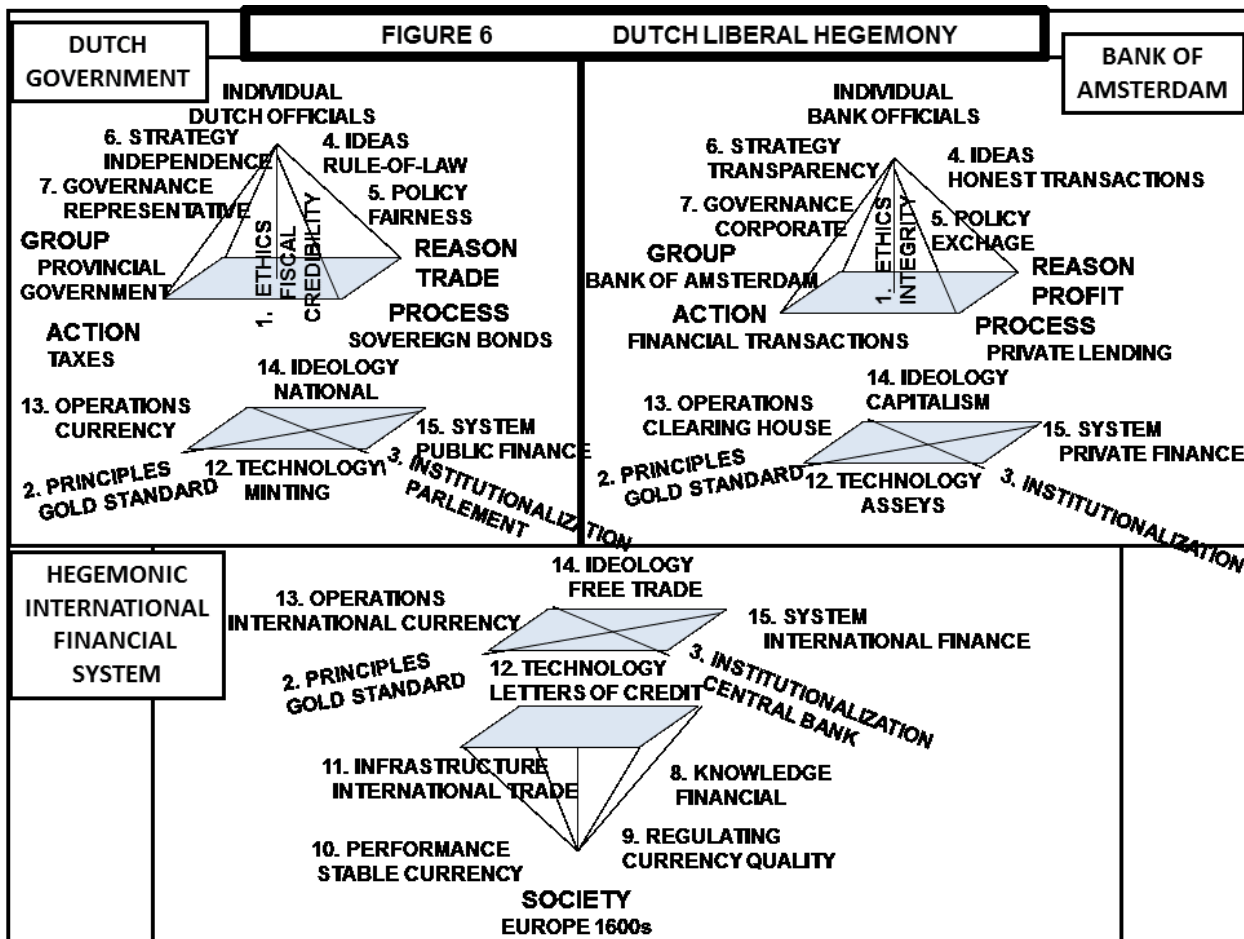 FIGURE 6 DUTCH LIBERAL HEGEMONY
DUTCH
GOVERNMENT
INDIVIDUAL
DUTCH OFFICIALS
6. STRATEGY
INDEPENDENCE
4. IDEAS
RULE-OF-LAW
7. GOVERNANCE
REPRESENTATIVE
5. POLICY
FAIRNESS
1. ETHICS
FISCAL
CREDIBILITY
GROUP
PROVINCIAL
GOVERNMENT
REASON
TRADE
ACTION
TAXES
PROCESS
SOVEREIGN BONDS
14. IDEOLOGY
NATIONAL
13. OPERATIONS
CURRENCY
15. SYSTEM
PUBLIC FINANCE
2. PRINCIPLES
GOLD STANDARD
12. TECHNOLOGY\
MINTING
3. INSTITUTIONALIZATION
PARLEMENT
BANK OF
AMSTERDAM
INDIVIDUAL
BANK OFFICIALS
6. STRATEGY
TRANSPARENCY
4. IDEAS
HONEST TRANSACTIONS
7. GOVERNANCE
CORPORATE
5. POLICY
EXCHAGE
1. ETHICS
INTEGRITY
GROUP
BANK OF AMSTERDAM
REASON
PROFIT
ACTION
FINANCIAL TRANSACTIONS
PROCESS
PRIVATE LENDING
14. IDEOLOGY
CAPITALISM
13. OPERATIONS
CLEARING HOUSE
15. SYSTEM
PRIVATE FINANCE
2. PRINCIPLES
GOLD STANDARD
12. TECHNOLOGY
ASSEYS
3. INSTITUTIONALIZATION
HEGEMONIC
INTERNATIONAL
FINANCIAL
SYSTEM
14. IDEOLOGY
FREE TRADE
13. OPERATIONS
INTERNATIONAL CURRENCY
15. SYSTEM
INTERNATIONAL FINANCE
2. PRINCIPLES
GOLD STANDARD
12. TECHNOLOGY
LETTERS OF CREDIT
3. INSTITUTIONALIZATION
CENTRAL BANK
11. INFRASTRUCTURE
INTERNATIONAL TRADE
8. KNOWLEDGE
FINANCIAL
10. PERFORMANCE
STABLE CURRENCY
9. REGULATING
CURRENCY QUALITY
SOCIETY
EUROPE 1600s